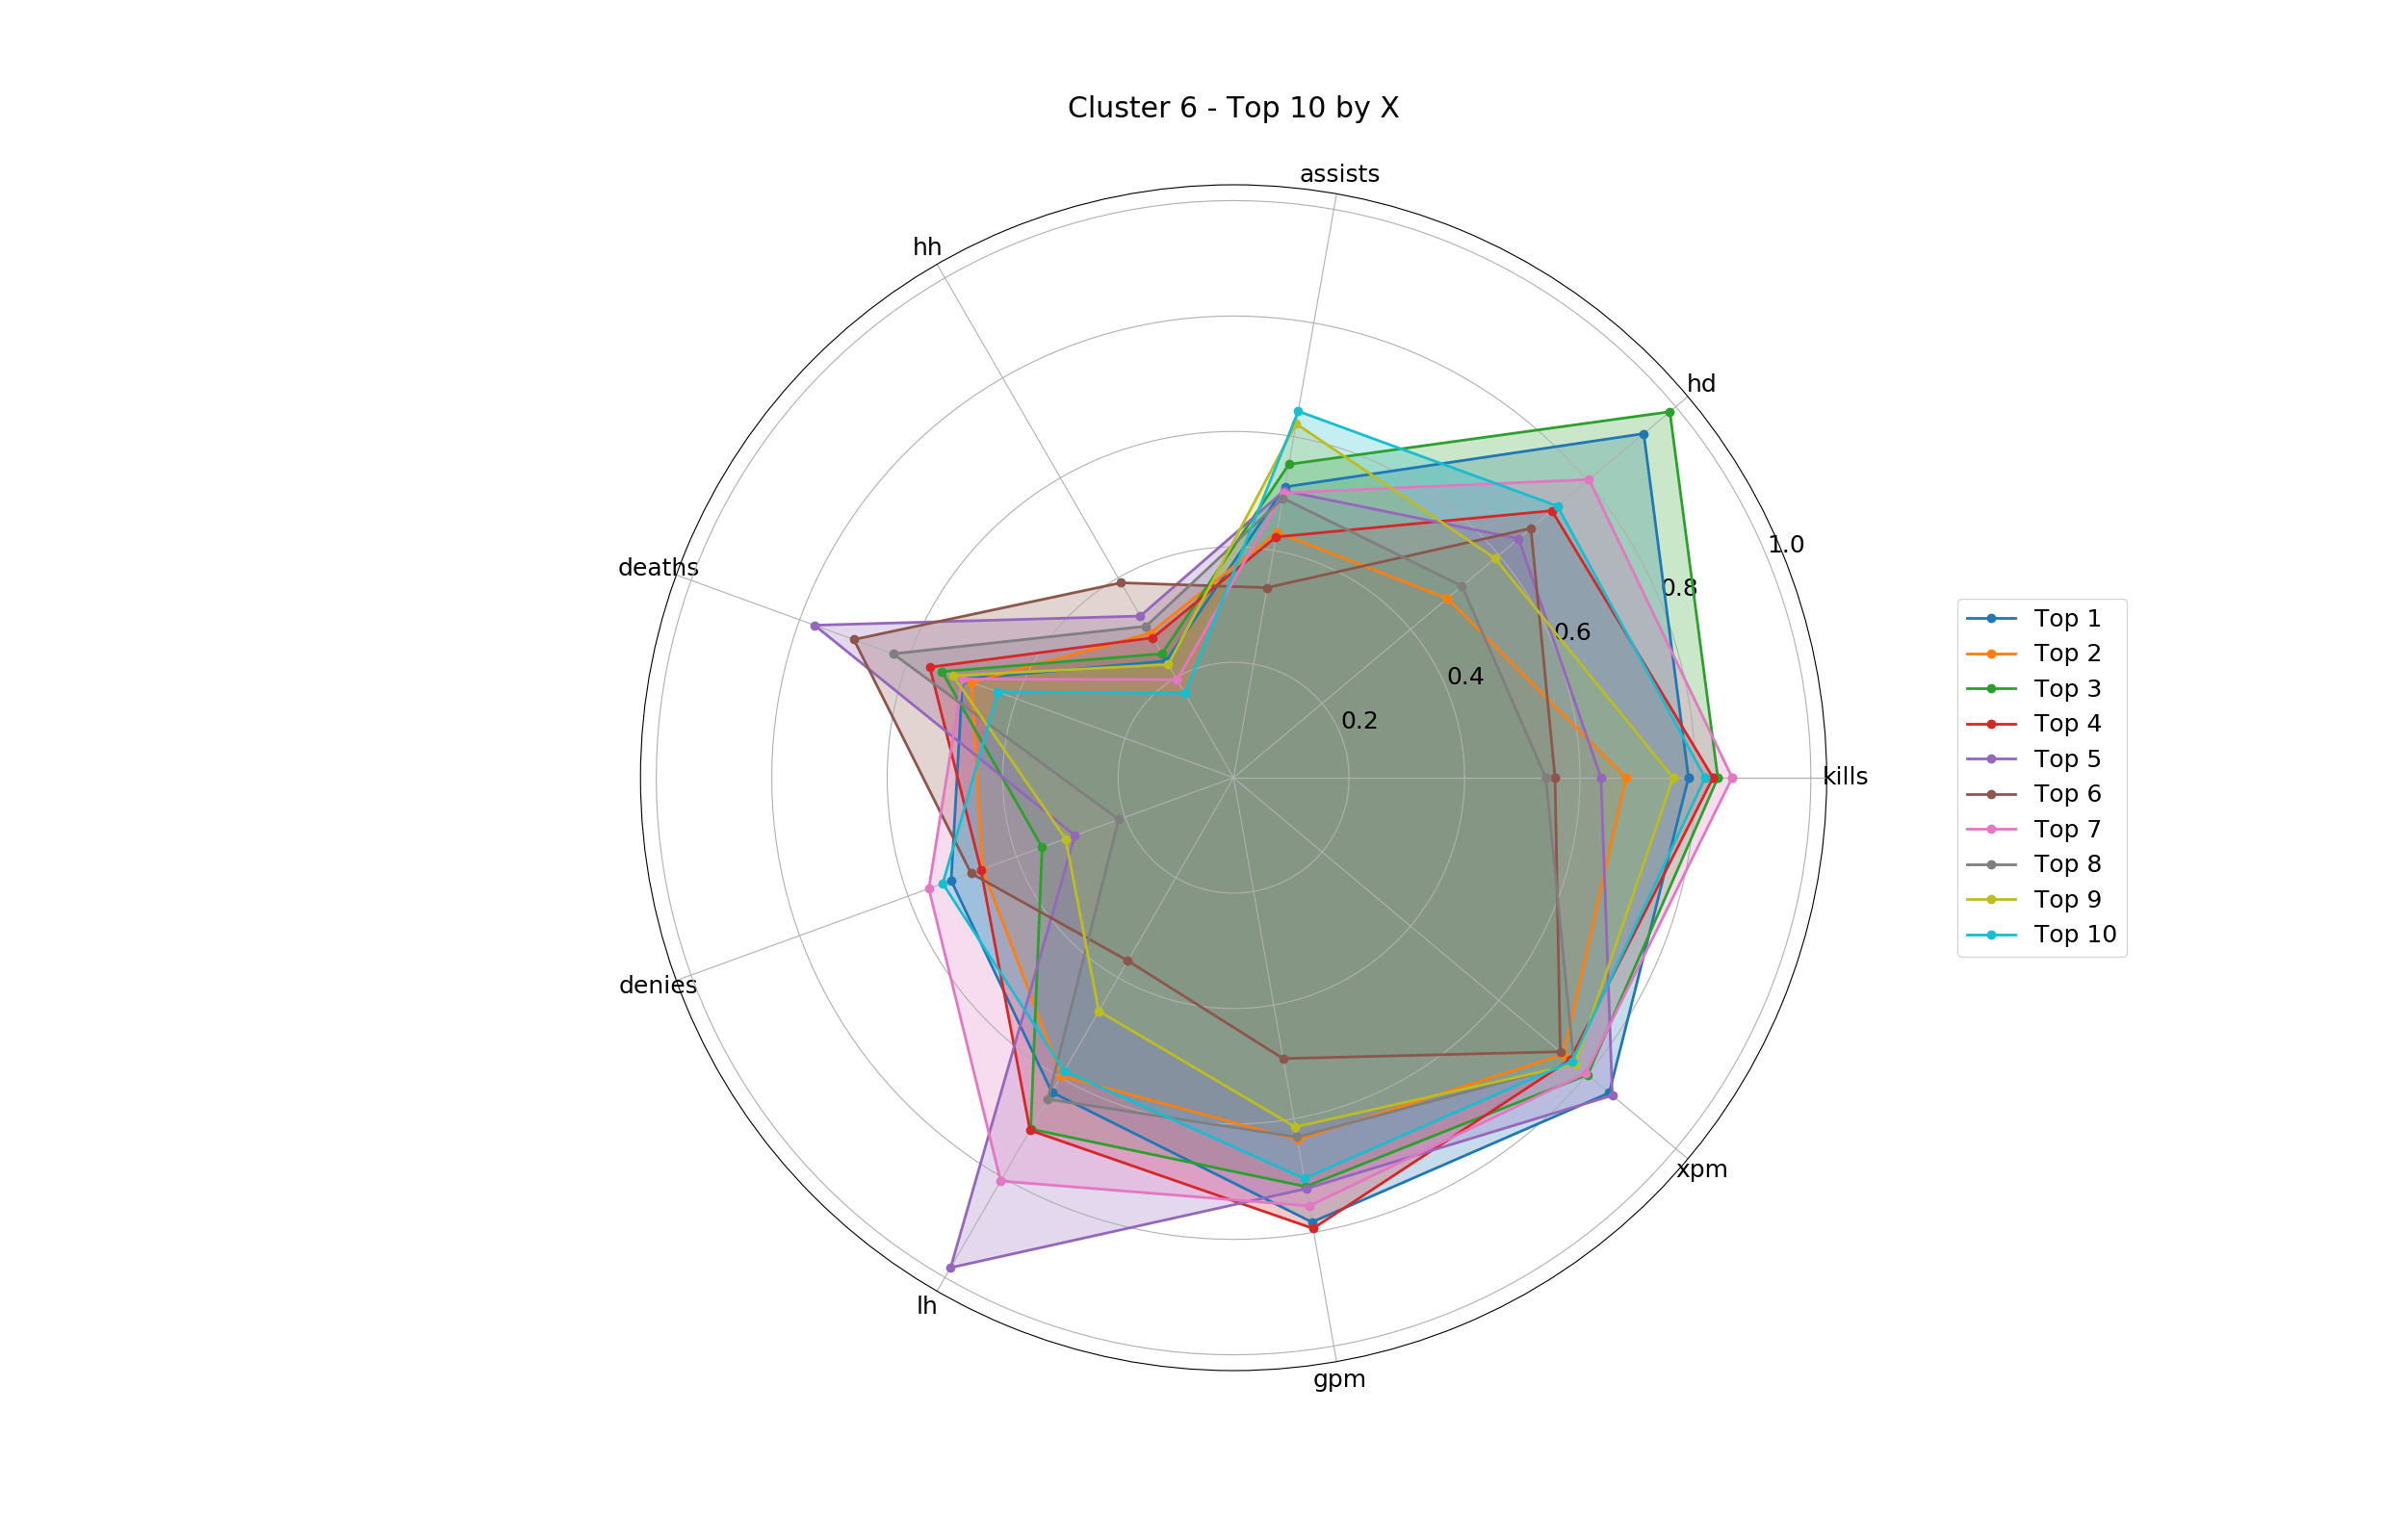 Cluster 6 - Top 10 by X
assists
hh
hd
deaths
1.0
0.8
0.6
0.4
0.2
kills
denies
xpm
lh
gpm
Top 1
Top 2
Top 3
Top 4
Top 5
Top 6
Top 7
Top 8
Top 9
Top 10